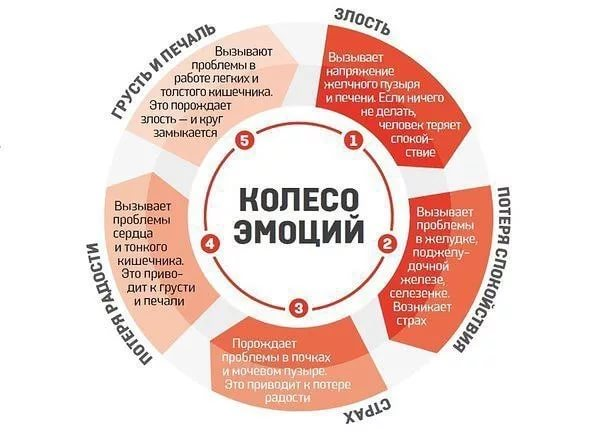 КОЛЕСО
ЭМОЦИЙ
ЗЛОСТЬ
1
Вызывает
напряжение
желчного пузыря
и печени. Если ничего
не делать,
человек теряет
спокой-
ствие
ПОТЕРЯ СПОКОЙСТВИЯ
2
Вызывает
проблемы
в желудке,
поджелу-
дочной
железе,
селезенке.
Возникает
страх
СТРАХ
3
Порождает
проблемы в почках
и мочевом пузыре.
Это приводит к потере
радости
ПОТЕРЯ РАДОСТИ
4
Вызывает
проблемы
сердца
и тонкого
кишечника.
Это приво-
дит к грусти
и печали
ГРУСТЬ И ПЕЧАЛЬ
5
Вызывают
проблемы в
работе легких и
толстого кишечника.
Это порождает
злость — и круг
замыкается